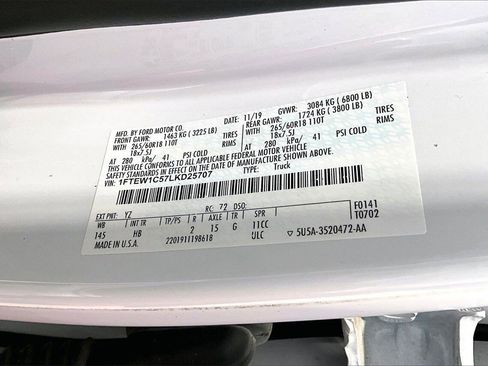 MFD. BY FORD MOTOR CO.
DATE: 11/19 GVWR: 3084 KG ( 6800 LB)
FRONT GAWR: 1463 KG ( 3225 LB) REAR GAWR: 1724 KG ( 3800 LB)
WITH 265/60R18 110T TIRES WITH 265/60R18 110T TIRES
18x7.5J RIMS 18x7.5J RIMS
AT 280 kPa/ 41 PSI COLD AT 280 kPa/ 41 PSI COLD
THIS VEHICLE CONFORMS TO ALL APPLICABLE FEDERAL MOTOR VEHICLE
SAFETY STANDARDS IN EFFECT ON THE DATE OF MANUFACTURE SHOWN ABOVE
VIN: 1FTEW1C57LKD25707 TYPE: Truck
EXT PNT: YZ RC: 72 DSO: F0141
WB TP/PS R 15 AXLE TR SPR T0702
145 HB 2 15 G 11CC
MADE IN U.S.A. 2201911198618 ULC ▽ 5U5A-3520472-AA